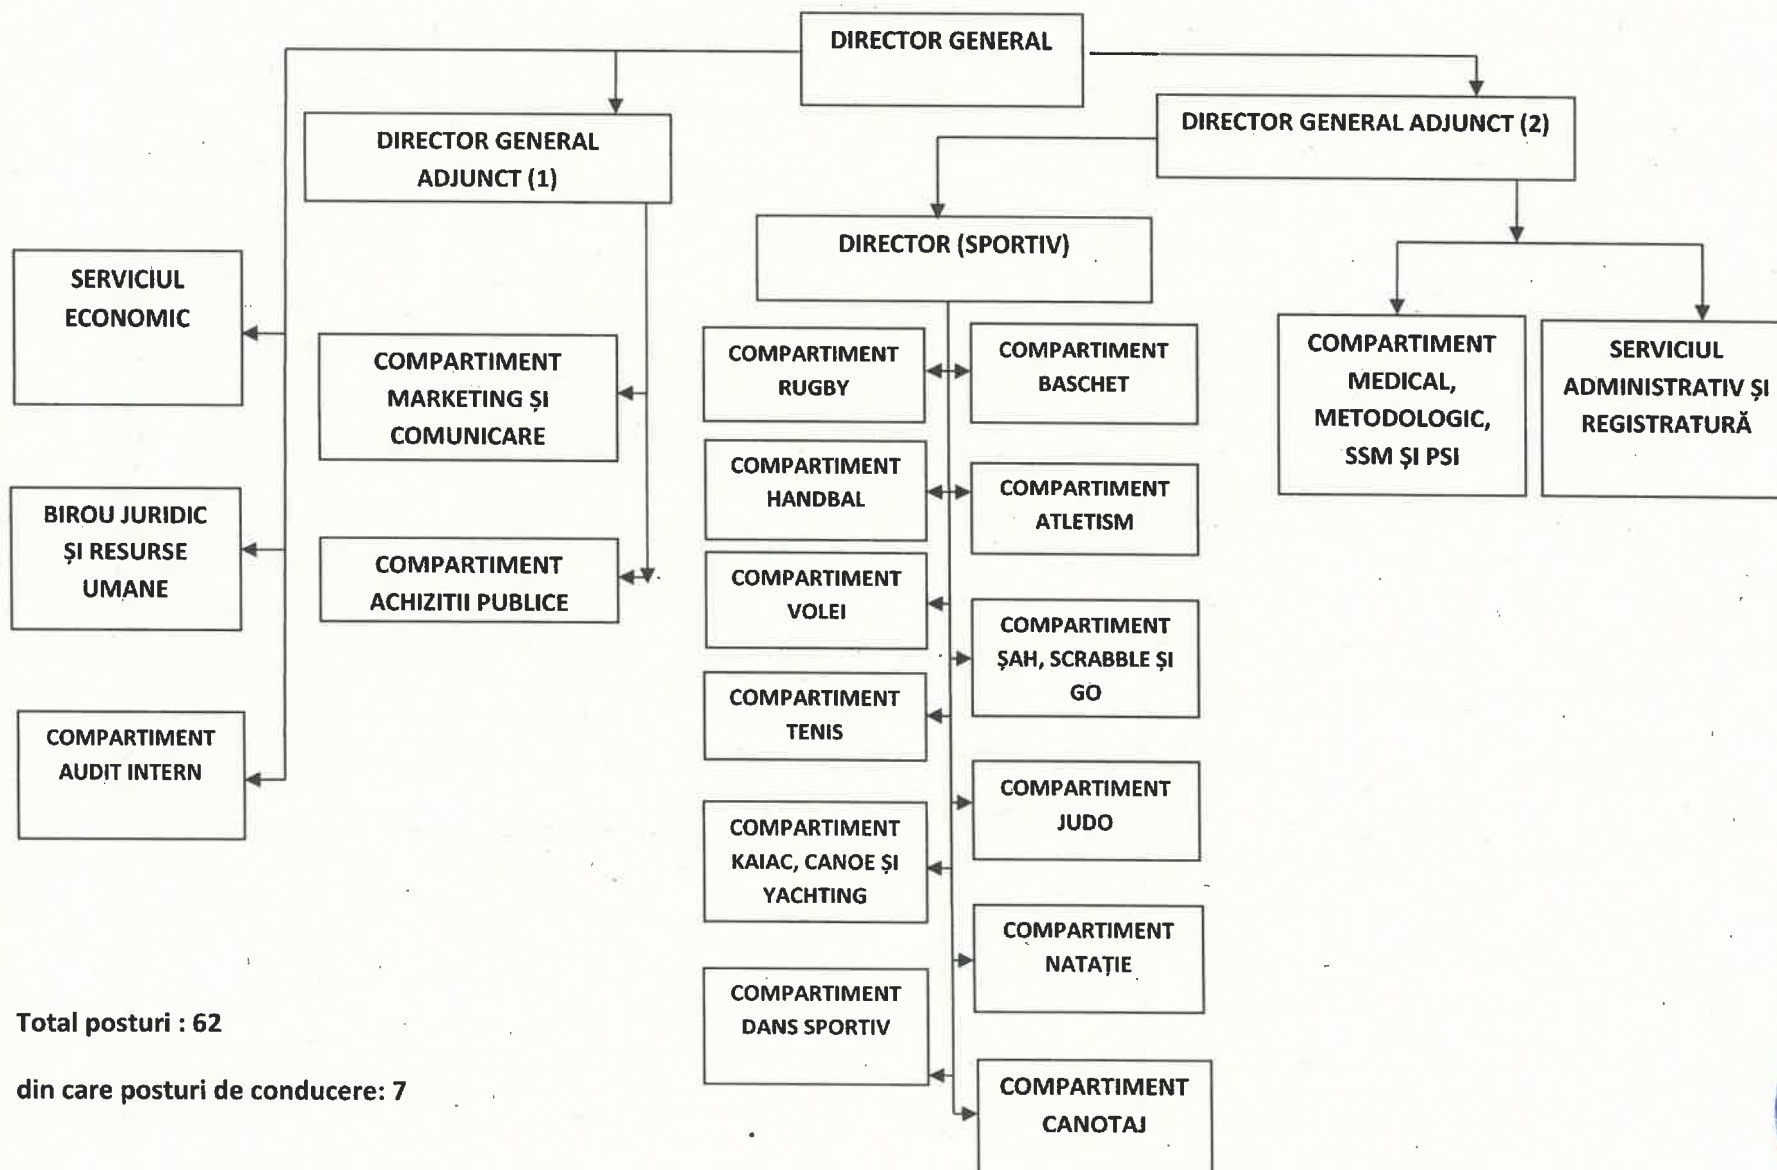 DIRECTOR GENERAL
DIRECTOR GENERAL
ADJUNCT (1)
DIRECTOR GENERAL ADJUNCT (2)
DIRECTOR (SPORTIV)
SERVICIUL
ECONOMIC
BIROU JURIDIC
ȘI RESURSE
UMANE
COMPARTIMENT
AUDIT INTERN
COMPARTIMENT
MARKETING ȘI
COMUNICARE
COMPARTIMENT
ACHIZITII PUBLICE
COMPARTIMENT
RUGBY
COMPARTIMENT
BASCHET
COMPARTIMENT
HANDBAL
COMPARTIMENT
ATLETISM
COMPARTIMENT
VOLEI
COMPARTIMENT
ȘAH, SCRABBLE ȘI
GO
COMPARTIMENT
TENIS
COMPARTIMENT
JUDO
COMPARTIMENT
KAIAC, CANOE ȘI
YACHTING
COMPARTIMENT
NATAȚIE
COMPARTIMENT
DANS SPORTIV
COMPARTIMENT
CANOTAJ
COMPARTIMENT
MEDICAL,
METODOLOGIC,
SSM ȘI PSI
SERVICIUL
ADMINISTRATIV ȘI
REGISTRATURĂ
Total posturi : 62
din care posturi de conducere: 7